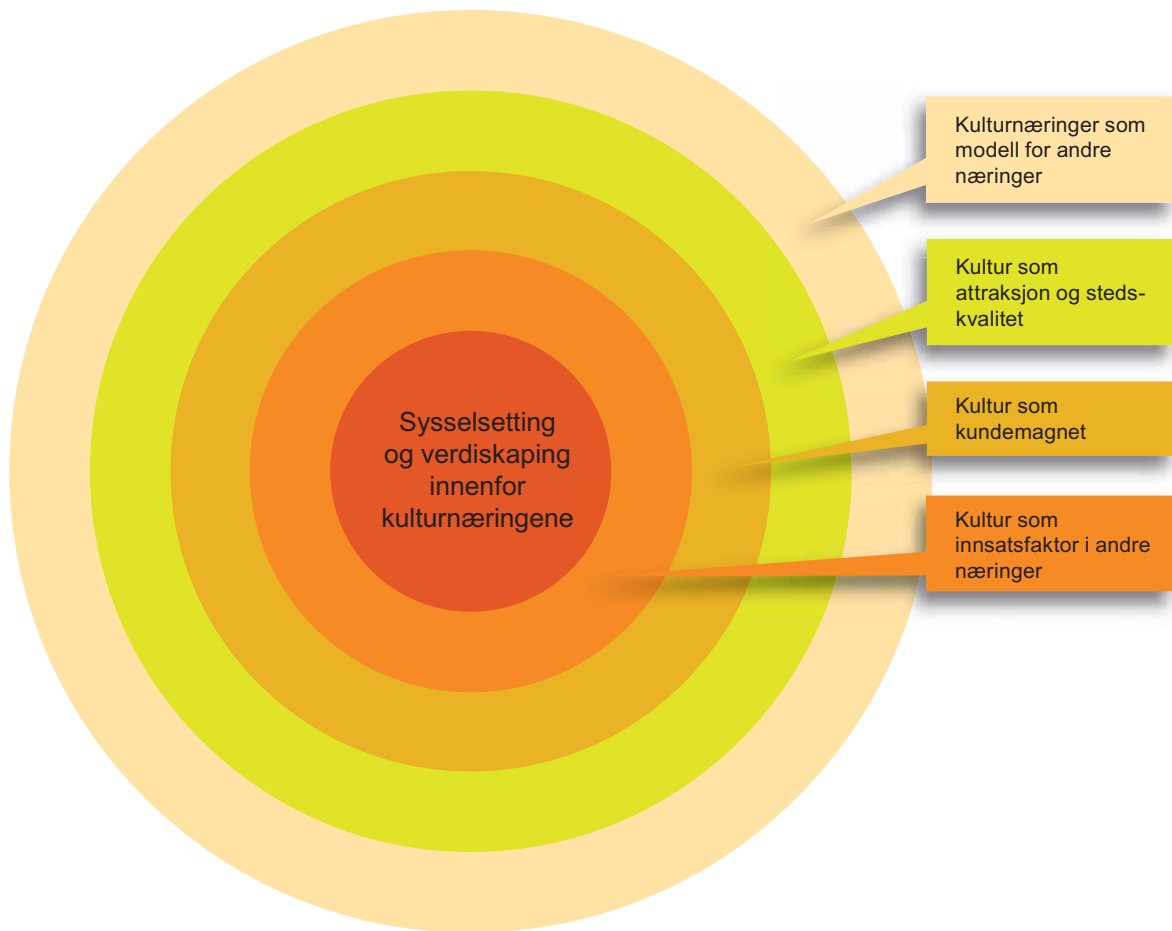 Kulturnæringer som
modell for andre
næringer
Kultur som
attraksjon og steds-
kvalitet
Kultur som
kundemagnet
Sysselsetting
og verdiskaping
innenfor
kulturnæringene
Kultur som
innsatsfaktor i andre
næringer